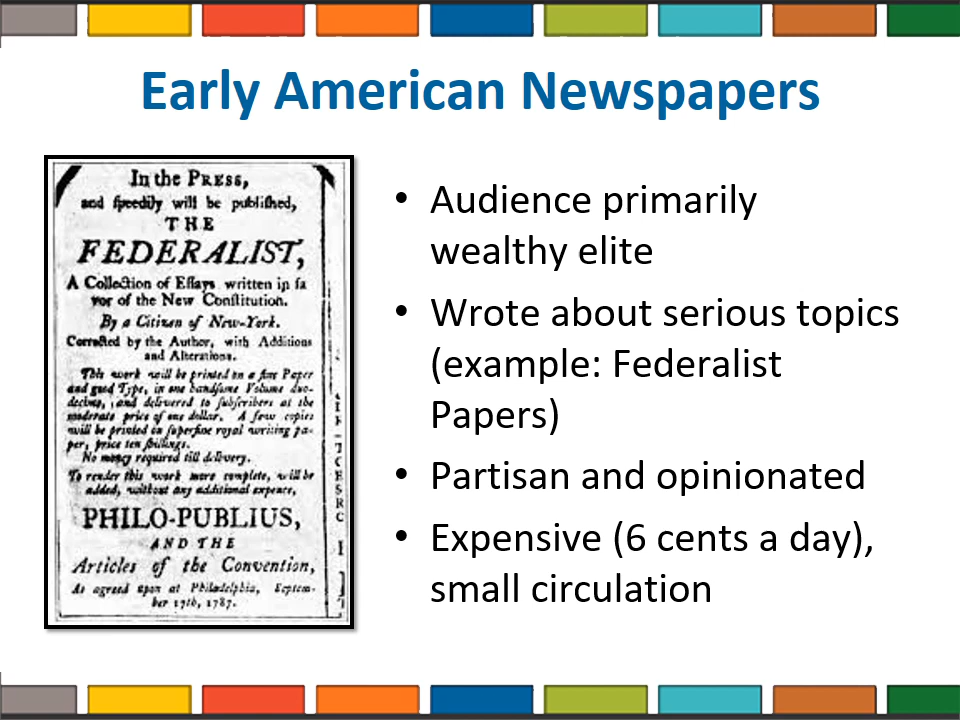 Early American Newspapers
In the PRESS,
and ſpeedily will be publiſhed,
THE
FEDERALIST,
A Collection of Eſſays written in fa
vor of the New Conſtitution.
By a Citizen of New-York.
Corrected by the Author, with Additions
and Alterations.
This work will be printed on a fine Paper
and good Type, in one handſome Volume duo-
decimo, and delivered to ſubſcribers at the
moderate price of one dollar. A few copies
will be printed on ſuperfine royal writing pa-
per, price ten ſhillings.
No money required till delivery.
To render this work more complete, will be
added, without any additional expence,
PHILO-PUBLIUS,
AND THE
Articles of the Convention,
As agreed upon at Philadelphia, Septem-
ber 17th, 1787.
• Audience primarily
wealthy elite
• Wrote about serious topics
(example: Federalist
Papers)
• Partisan and opinionated
• Expensive (6 cents a day),
small circulation